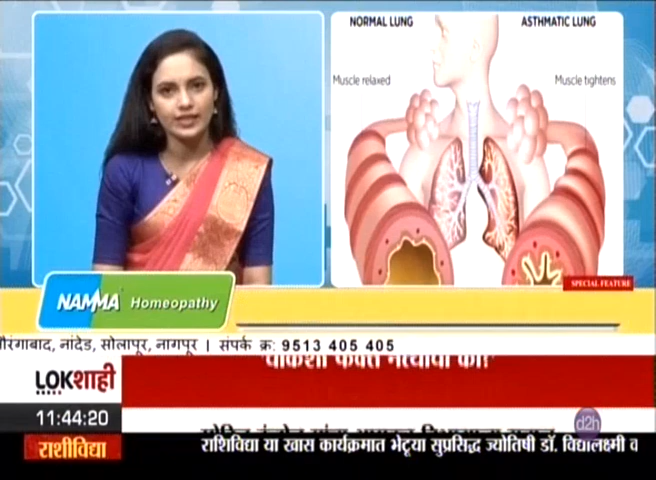 NORMAL LUNG
ASTHMATIC LUNG
Muscle relaxed
Muscle tightens
SPECIAL FEATURE
NAMMA Homeopathy
नांदेड, सोलापूर, नागपूर | संपर्क क्र: 9513 405 405
LOKशाही
11:44:20
d2h
राशीविद्या
राशिविद्या या खास कार्यक्रमात भेटूया सुप्रसिद्ध ज्योतिषी डॉ. विद्यालक्ष्मी